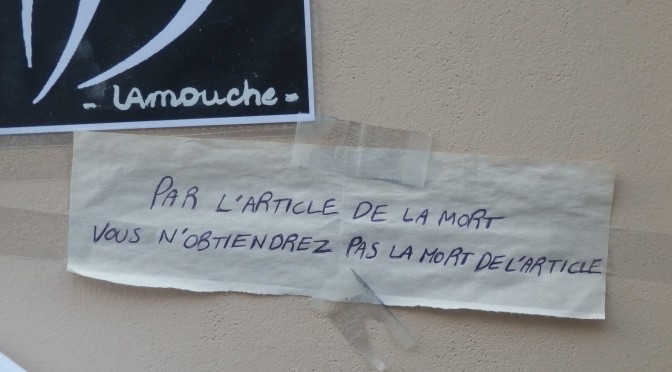 - LAMOUCHE -
PAR L'ARTICLE DE LA MORT
VOUS N'OBTIENDREZ PAS LA MORT DE L'ARTICLE